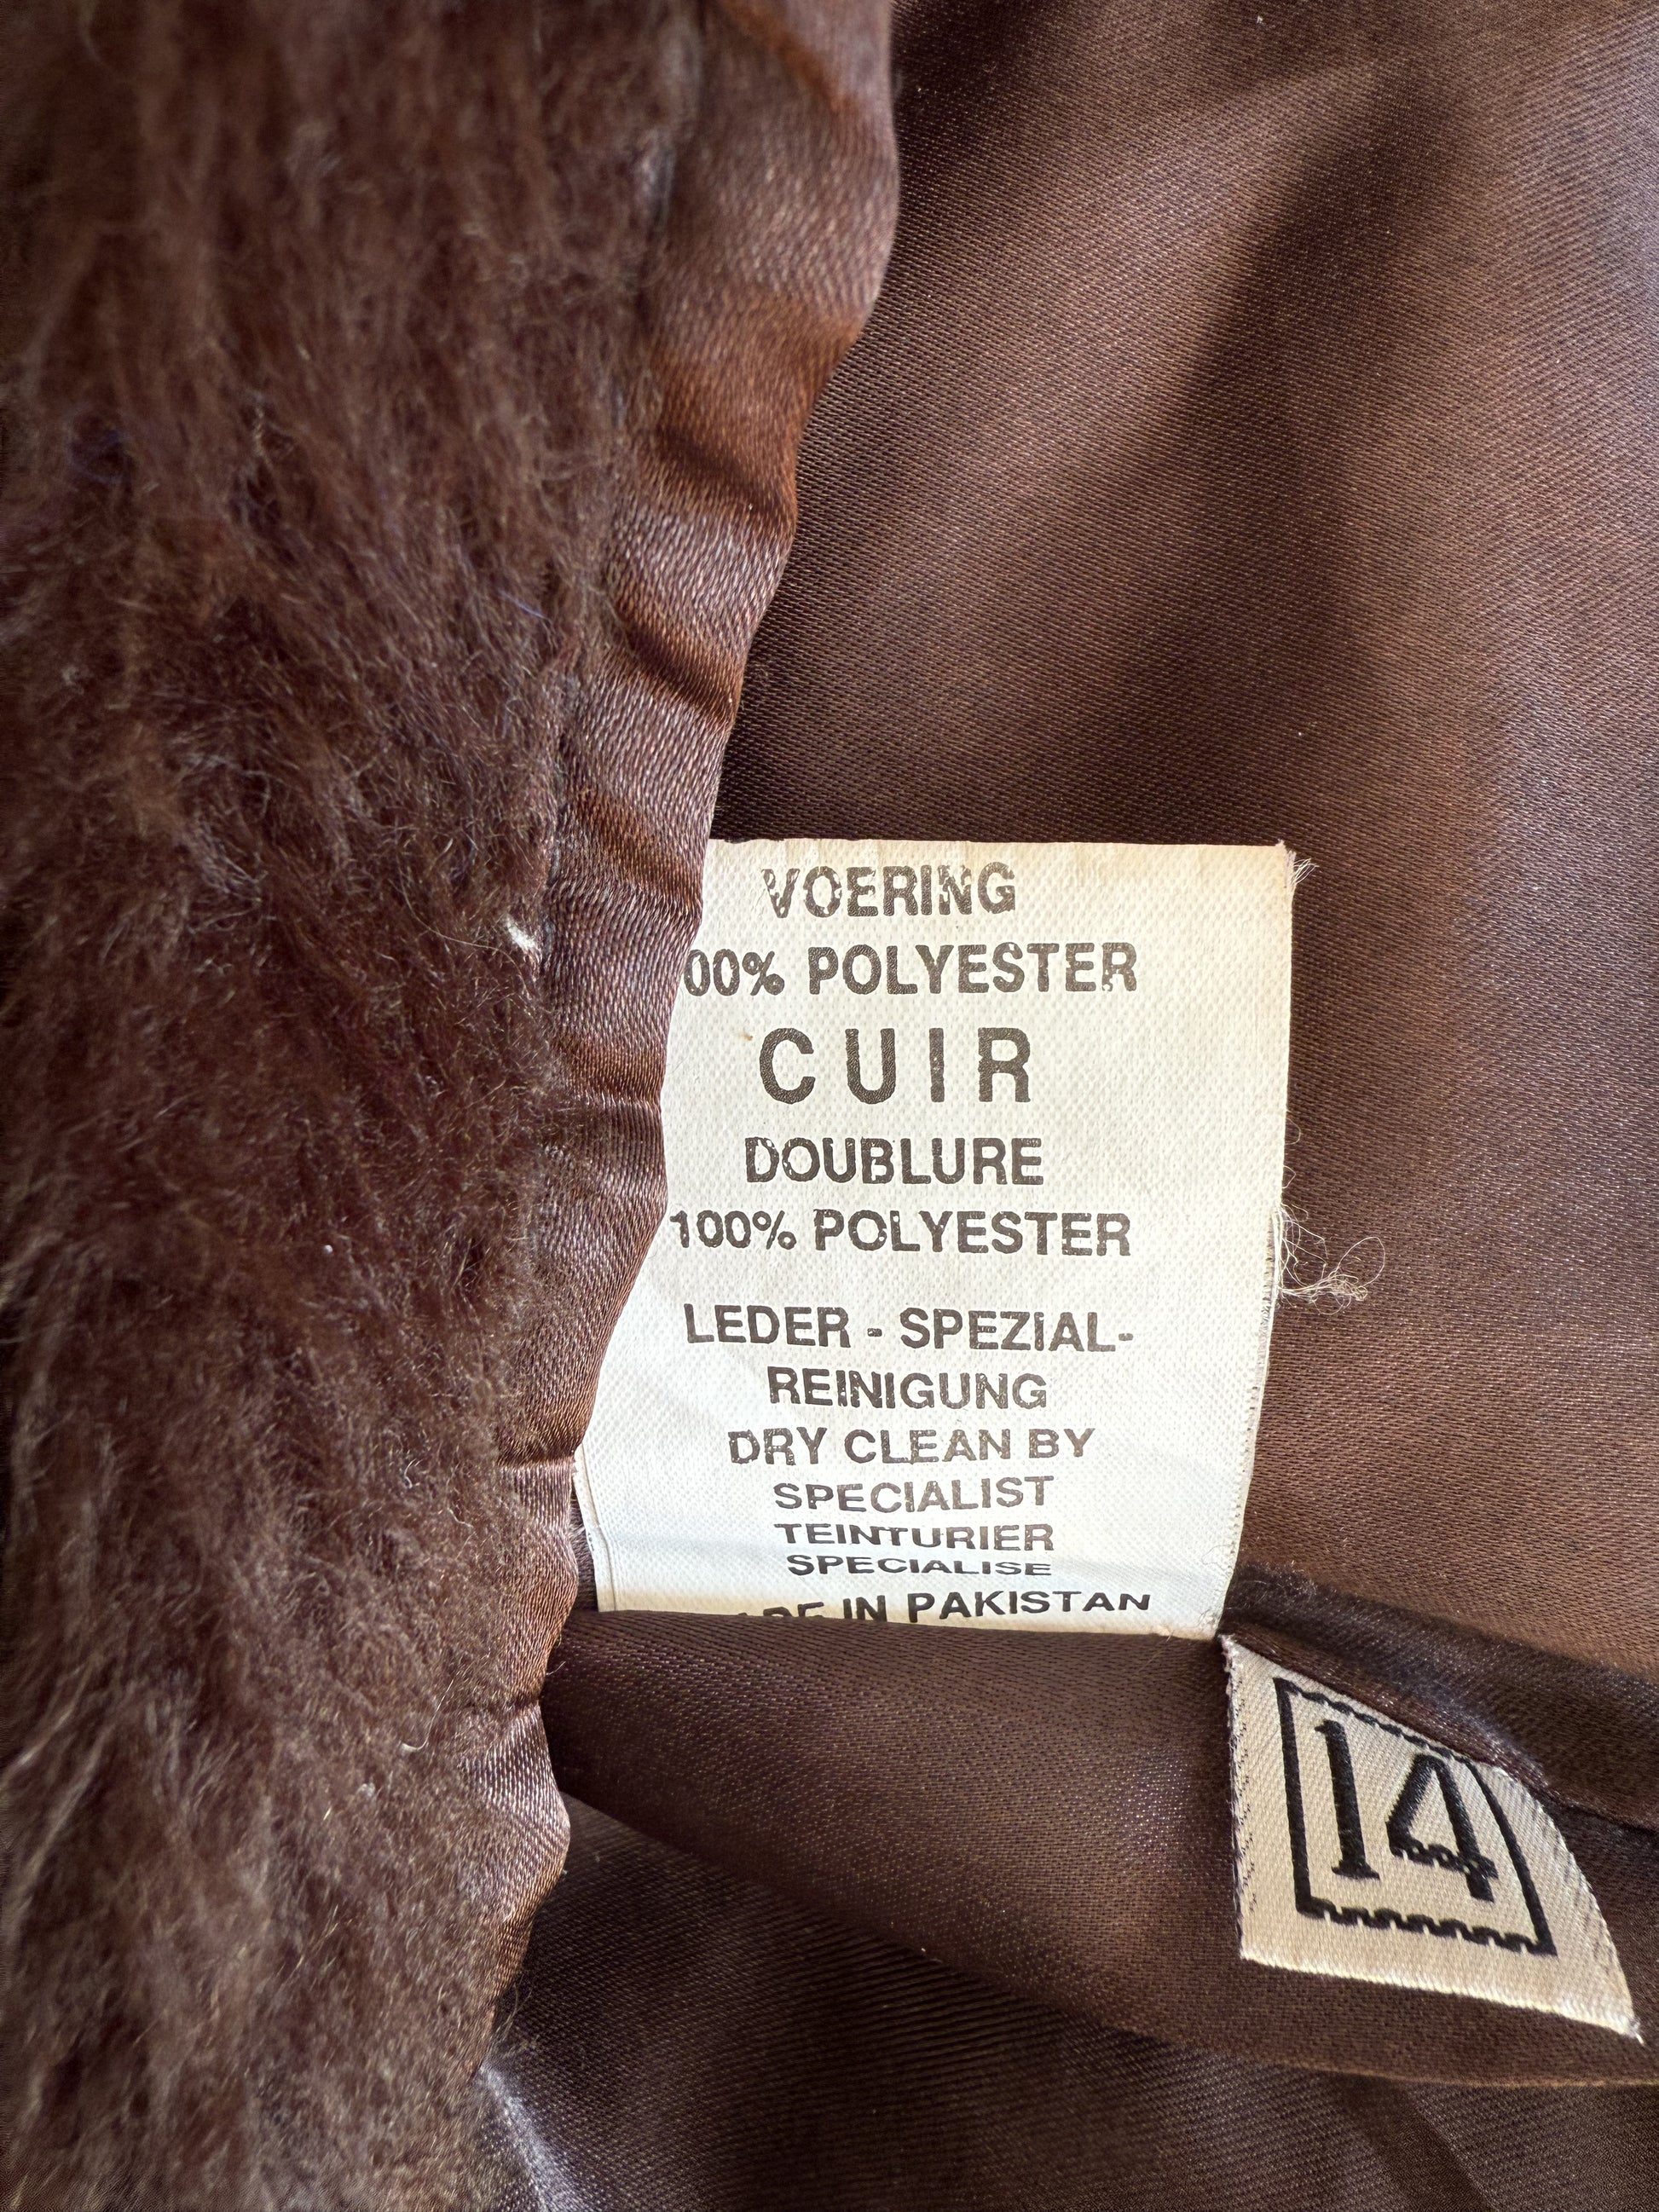 VOERING
00% POLYESTER
CUIR
DOUBLURE
100% POLYESTER
LEDER - SPEZIAL-
REINIGUNG
DRY CLEAN BY
SPECIALIST
TEINTURIER
SPECIALISE
IN PAKISTAN
14